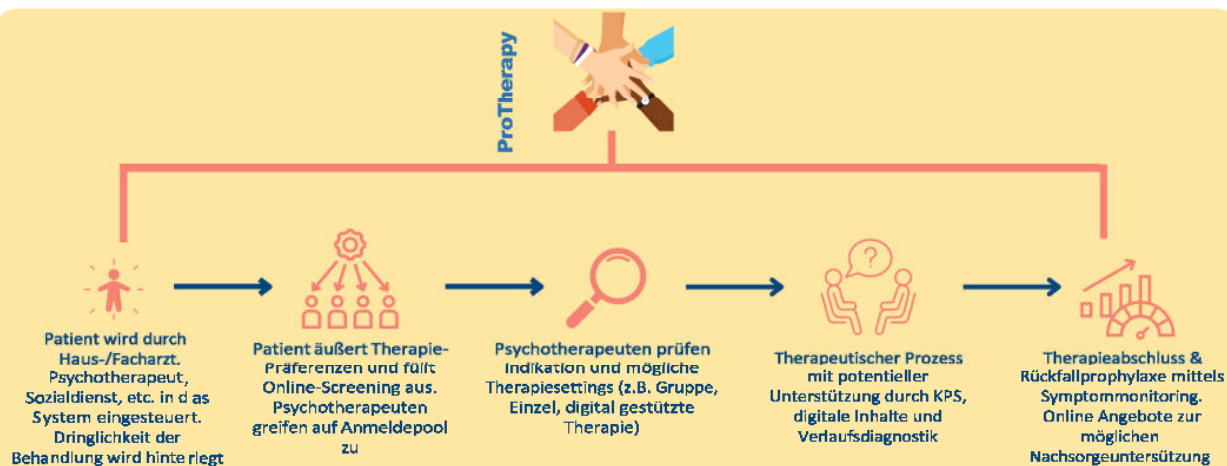 ProTherapy
?
Patient wird durch
Haus-/Facharzt.
Psychotherapeut,
Sozialdienst, etc. in d as
System eingesteuert.
Dringlichkeit der
Behandlung wird hinte rlegt
Patient äußert Therapie-
Präferenzen und füllt
Online-Screening aus.
Psychotherapeuten
greifen auf Anmeldepool
zu
Psychotherapeuten prüfen
Indikation und mögliche
Therapiesettings (z.B. Gruppe,
Einzel, digital gestützte
Therapie)
Therapeutischer Prozess
mit potentieller
Unterstützung durch KPS,
digitale Inhalte und
Verlaufsdiagnostik
Therapieabschluss &
Rückfallprophylaxe mittels
Symptommonitoring.
Online Angebote zur
möglichen
Nachsorgeuntersützung